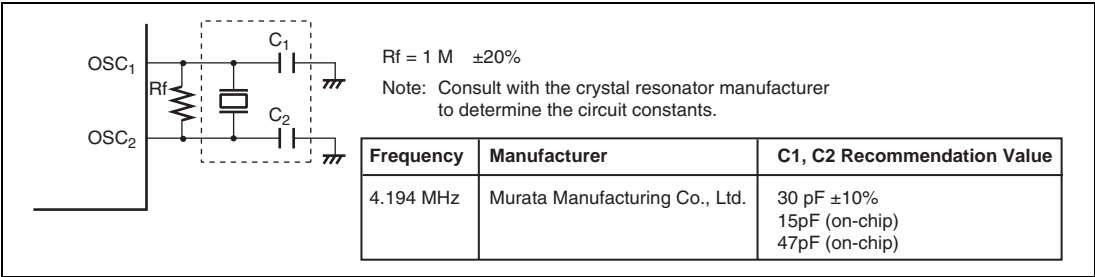 OSC1
Rf
OSC2
C1
C2
Rf = 1 M ±20%
Note: Consult with the crystal resonator manufacturer
to determine the circuit constants.
Frequency Manufacturer C1, C2 Recommendation Value
4.194 MHz Murata Manufacturing Co., Ltd. 30 pF ±10%
15pF (on-chip)
47pF (on-chip)